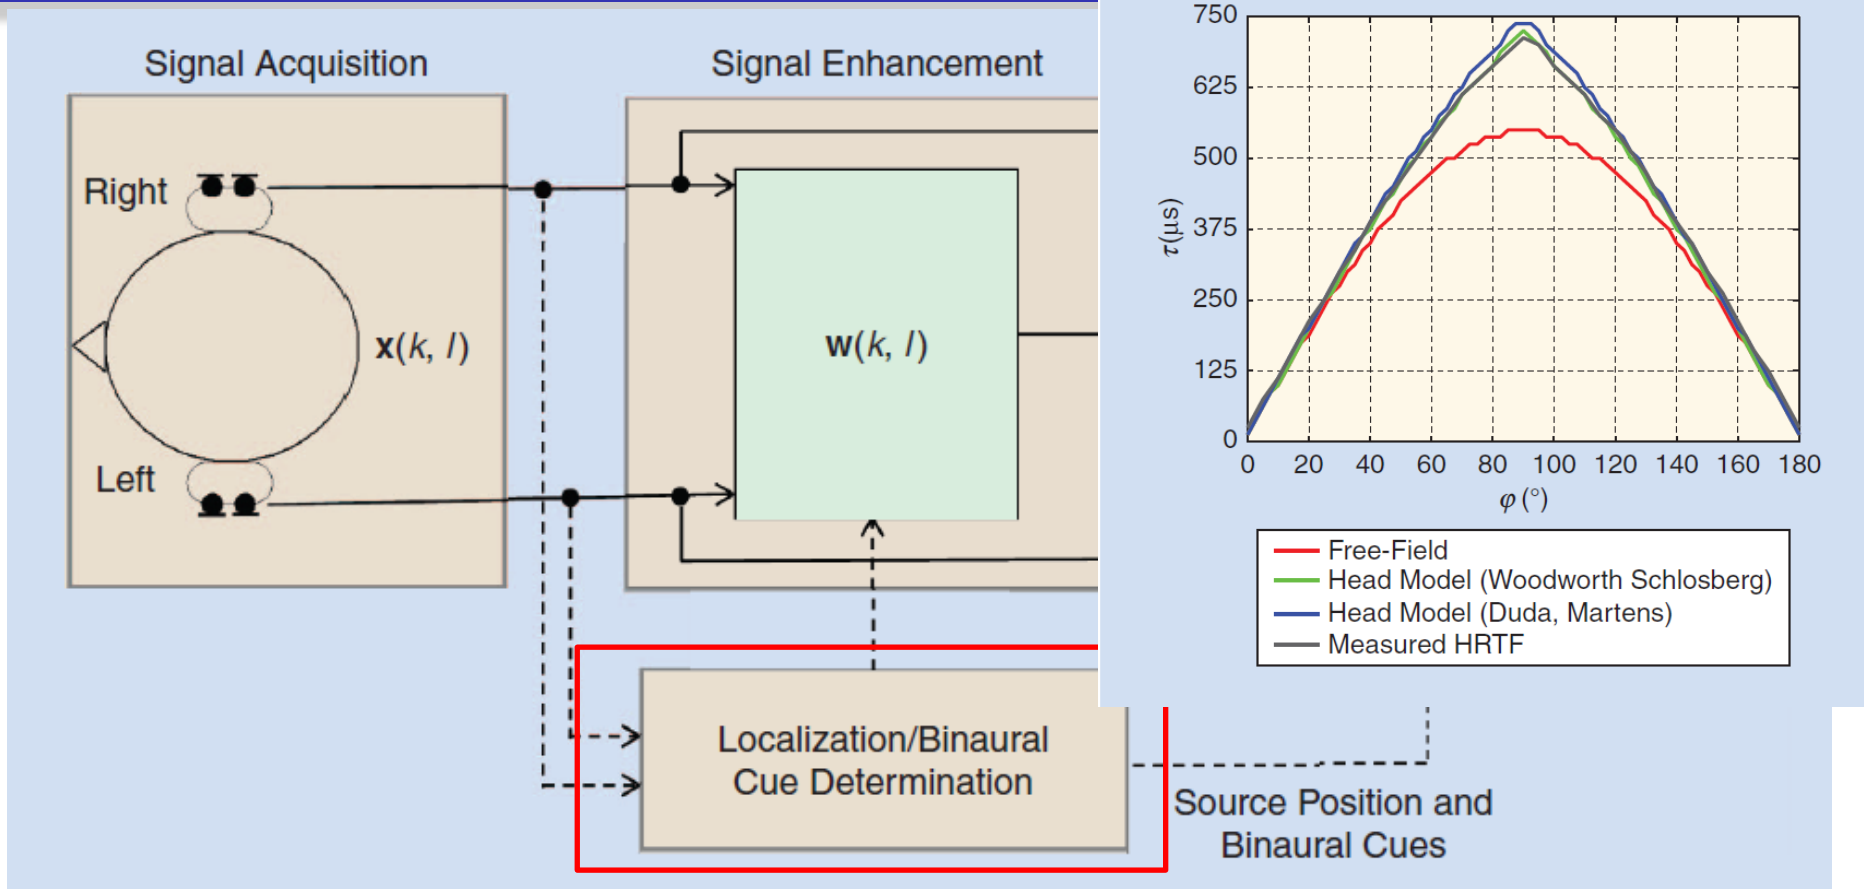 Signal Acquisition
Right
x(k, l)
Left
Signal Enhancement
w(k, l)
Localization/Binaural
Cue Determination
Source Position and
Binaural Cues
750
625
500
375
250
125
0
τ(μs)
0 20 40 60 80 100 120 140 160 180
φ (°)
Free-Field
Head Model (Woodworth Schlosberg)
Head Model (Duda, Martens)
Measured HRTF